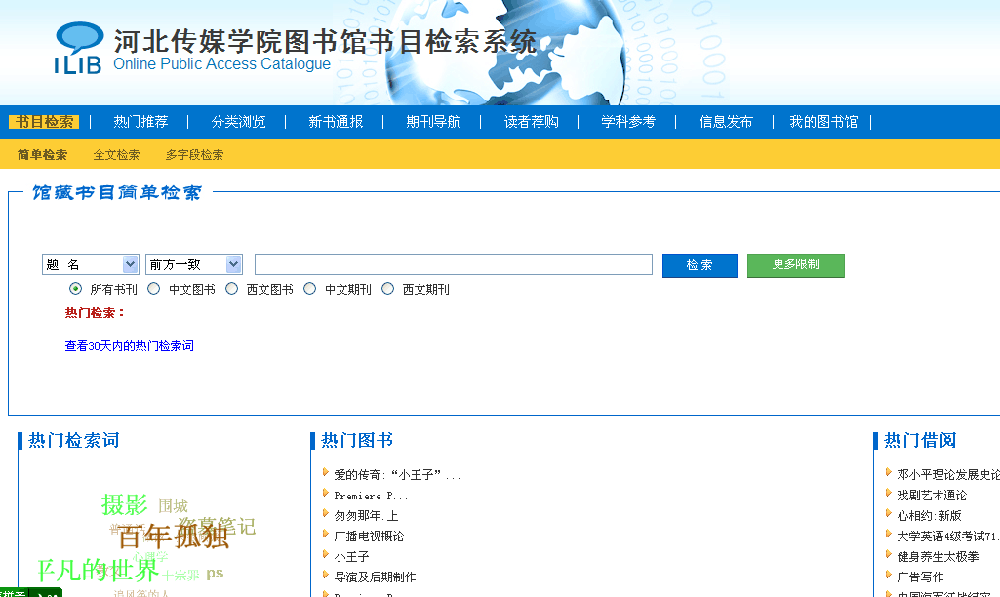 河北传媒学院图书馆书目检索系统
ILIB Online Public Access Catalogue
书目检索 | 热门推荐 | 分类浏览 | 新书通报 | 期刊导航 | 读者荐购 | 学科参考 | 信息发布 | 我的图书馆 |
简单检索 全文检索 多字段检索
馆藏书目简单检索
题 名 前方一致 检 索 更多限制
所有书刊 中文图书 西文图书 中文期刊 西文期刊
热门检索：
查看30天内的热门检索词
热门检索词
摄影 围城
盗墓笔记
百年孤独
心理学
平凡的世界
ps
追风筝的人
拼音
热门图书
爱的传奇:“小王子”...
Premiere P...
匆匆那年.上
广播电视概论
小王子
导演及后期制作
Premiere P...
热门借阅
邓小平理论发展史论
戏剧艺术通论
心相约:新版
大学英语4级考试71.
健身养生太极拳
广告写作